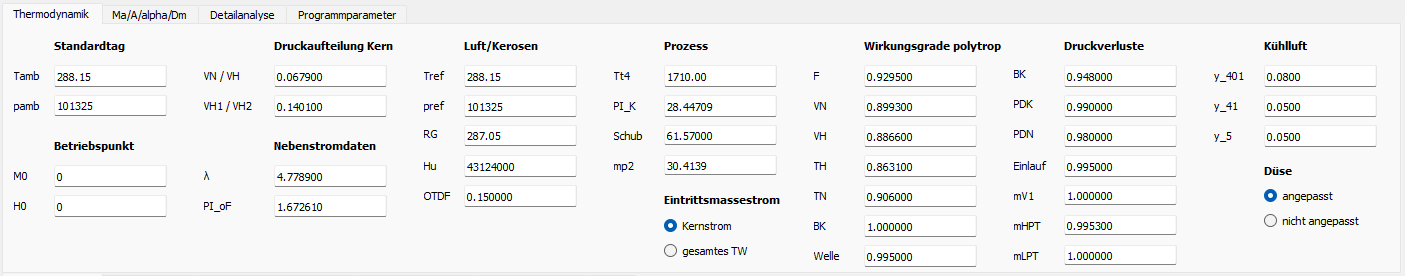 Thermodynamik Ma/A/alpha/Dm Detailanalyse Programmparameter
Standardtag
Tamb 288.15
pamb 101325
Betriebspunkt
M0 0
H0 0
Druckaufteilung Kern
VN / VH 0.067900
VH1 / VH2 0.140100
Nebenstromdaten
λ 4.778900
PI_oF 1.672610
Luft/Kerosen
Tref 288.15
pref 101325
RG 287.05
Hu 43124000
OTDF 0.150000
Prozess
Tt4 1710.00
PI_K 28.44709
Schub 61.57000
mp2 30.4139
Eintrittsmassestrom
Kernstrom
gesamtes TW
Wirkungsgrade polytrop
F 0.929500
VN 0.899300
VH 0.886600
TH 0.863100
TN 0.906000
BK 1.000000
Welle 0.995000
Druckverluste
BK 0.948000
PDK 0.990000
PDN 0.980000
Einlauf 0.995000
mV1 1.000000
mHPT 0.995300
mLPT 1.000000
Kühlluft
y_401 0.0800
y_41 0.0500
y_5 0.0500
Düse
angepasst
nicht angepasst